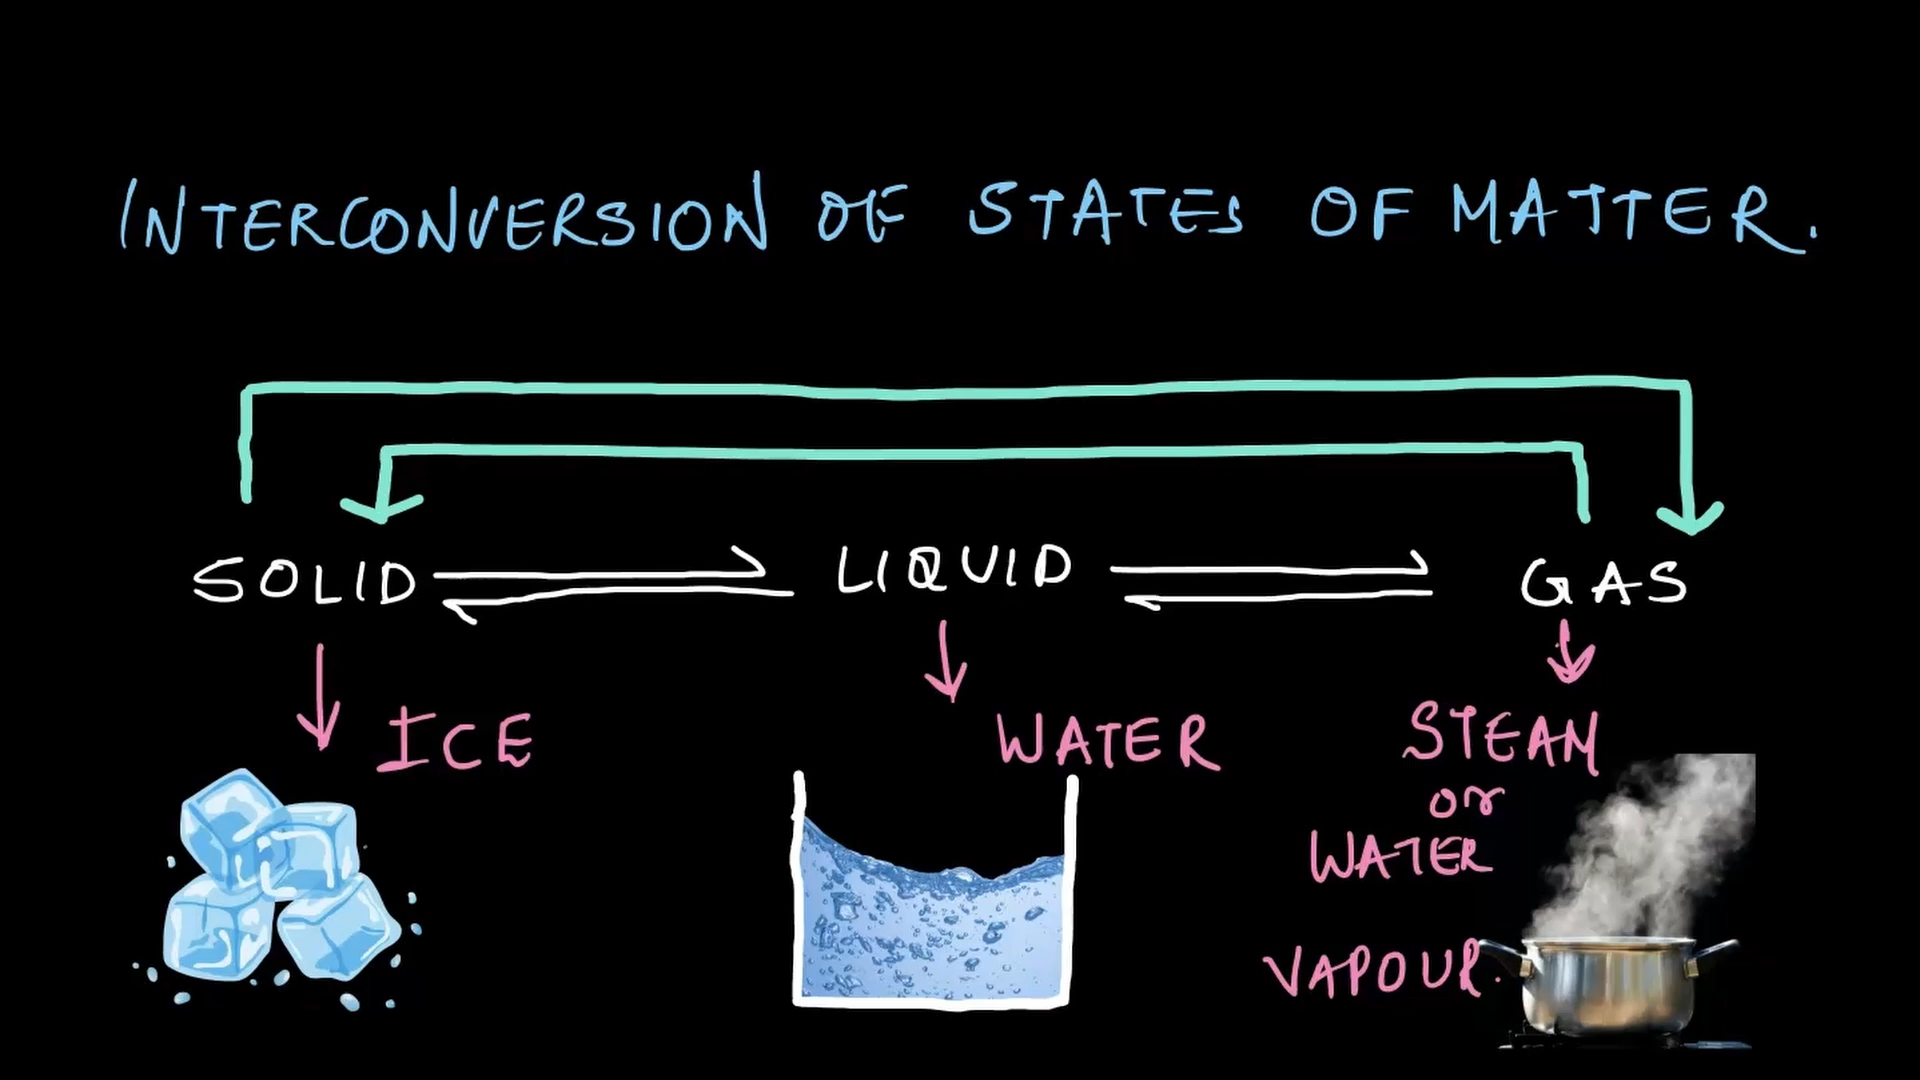 INTERCONVERSION OF STATES OF MATTER.
SOLID LIQUID GAS
ICE WATER STEAM
or
WATER
VAPOUR.